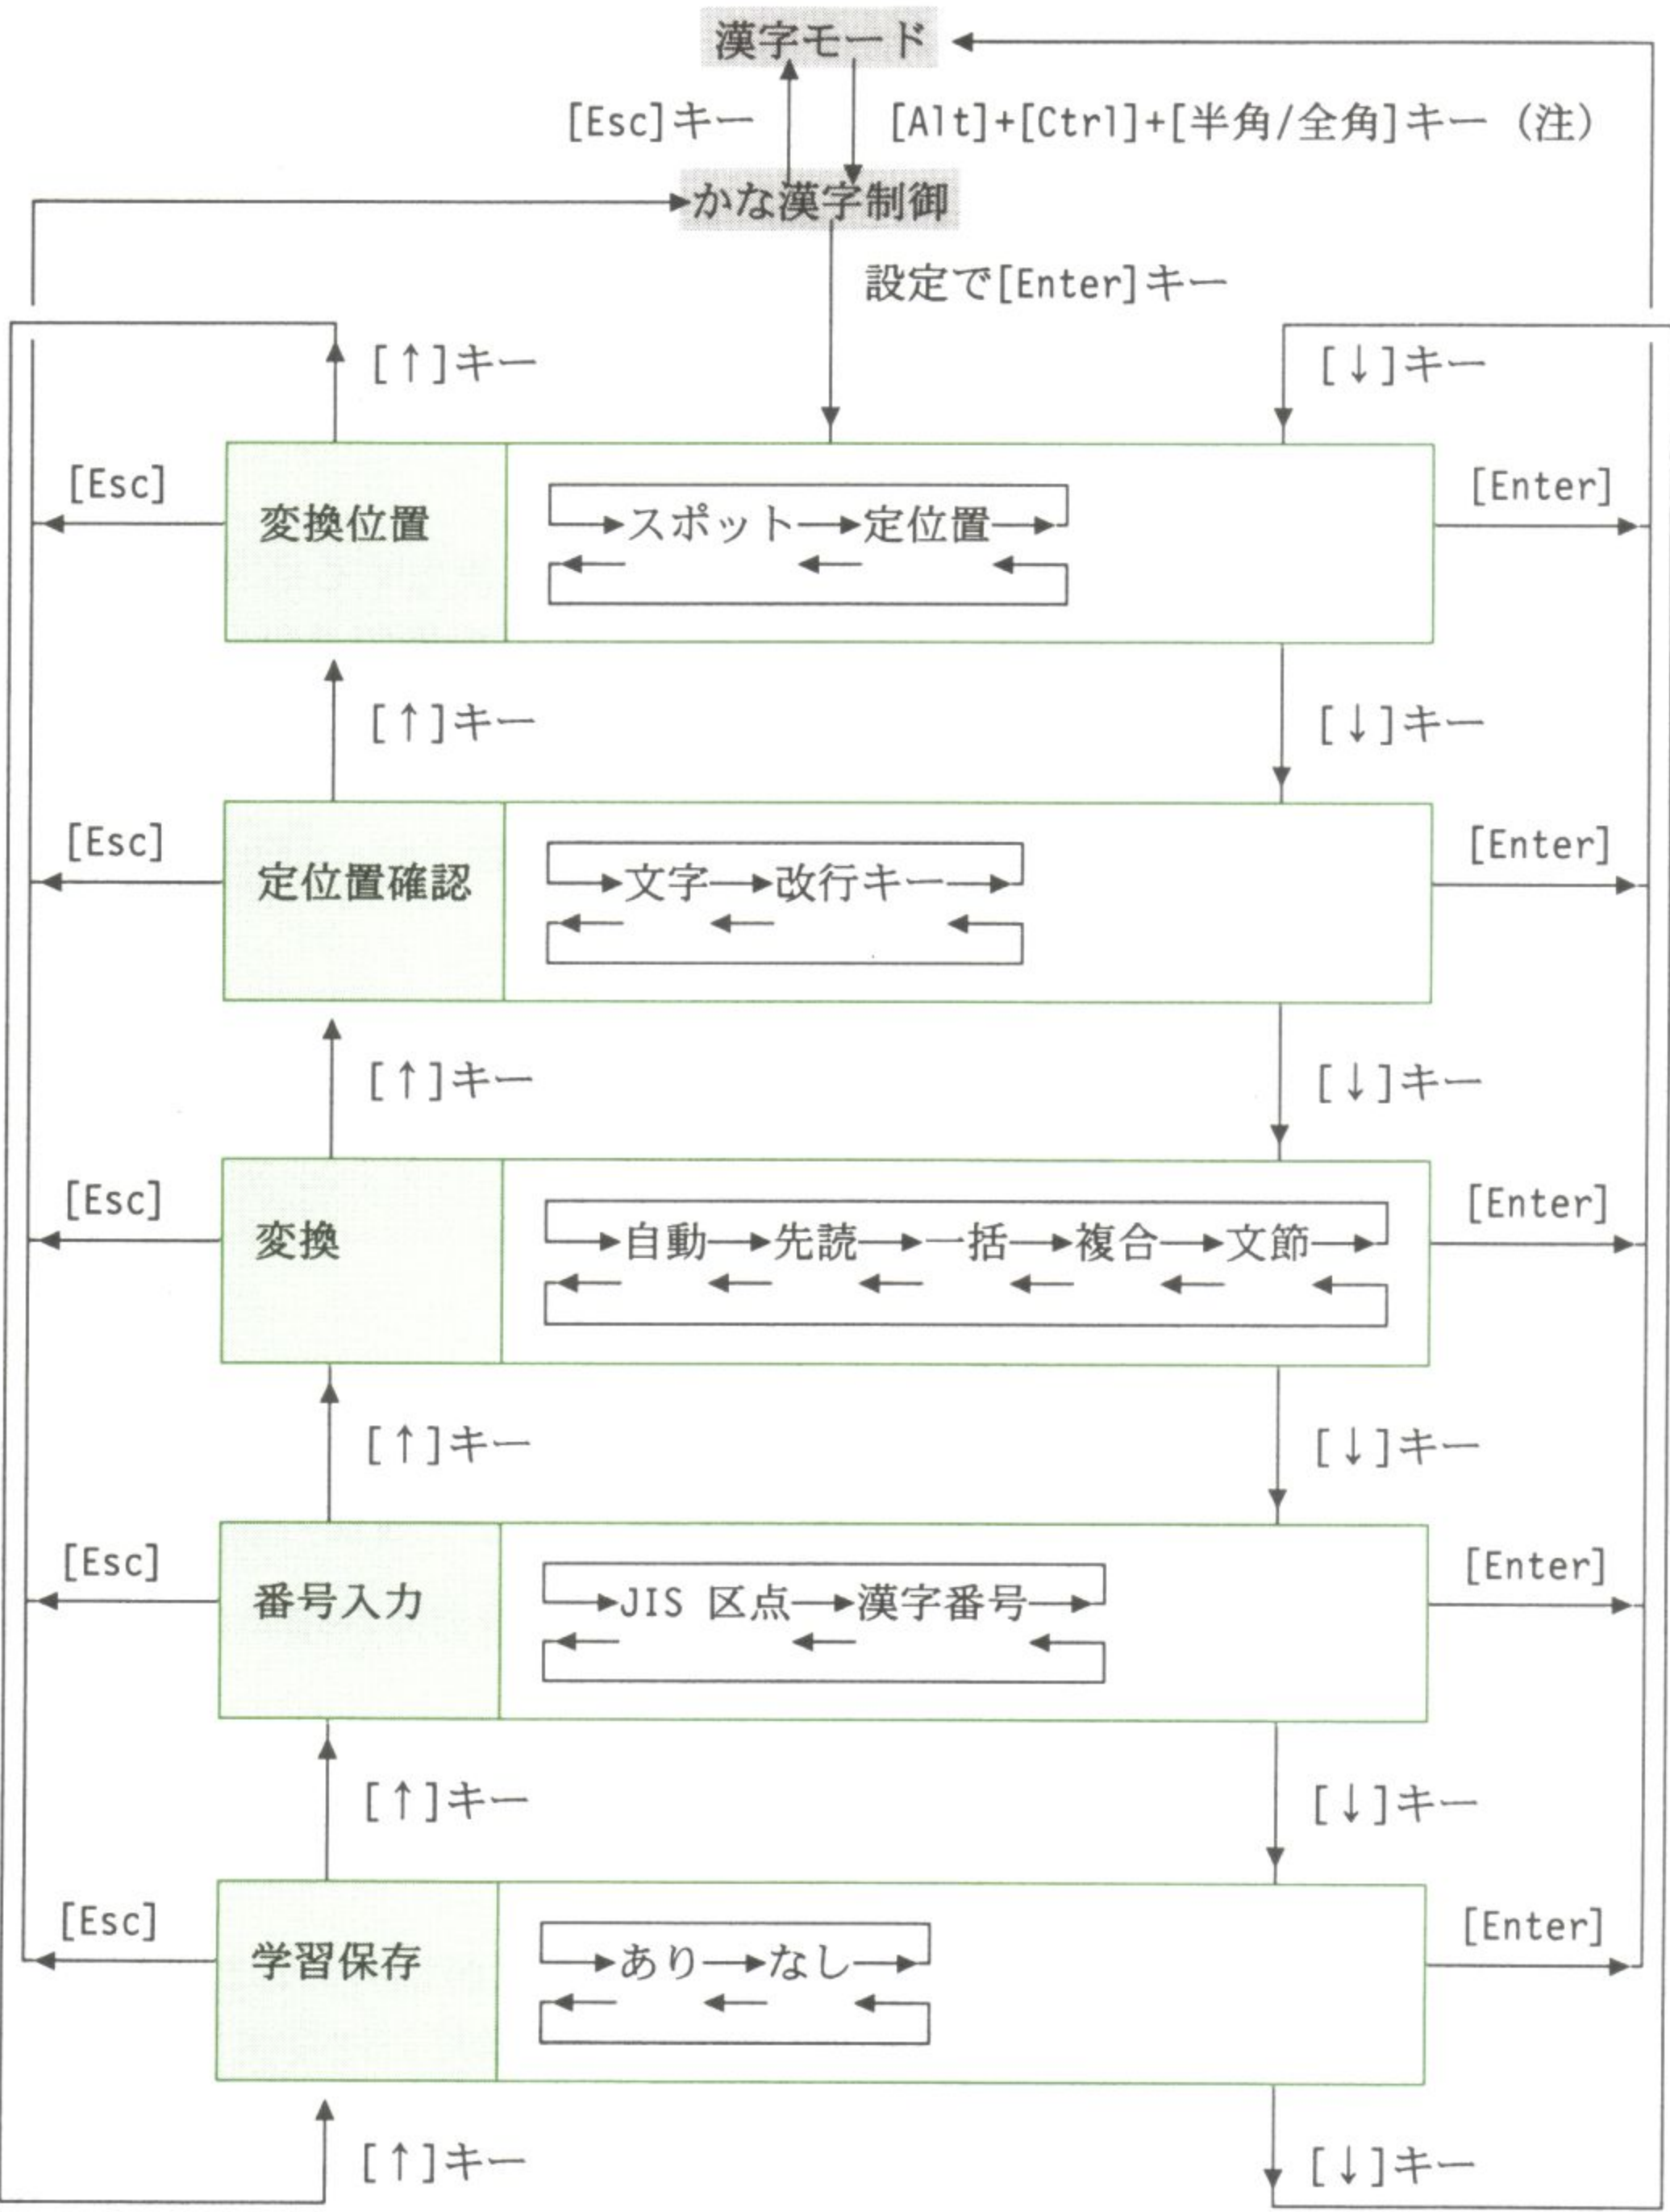 漢字モード
[Esc]キー [Alt]+[Ctrl]+[半角/全角]キー（注）
かな漢字制御
設定で[Enter]キー
[↑]キー [↓]キー
[Esc] 変換位置 スポット 定位置 [Enter]
[↑]キー [↓]キー
[Esc] 定位置確認 文字 改行キー [Enter]
[↑]キー [↓]キー
[Esc] 変換 自動 先読 一括 複合 文節 [Enter]
[↑]キー [↓]キー
[Esc] 番号入力 JIS 区点 漢字番号 [Enter]
[↑]キー [↓]キー
[Esc] 学習保存 あり なし [Enter]
[↑]キー [↓]キー